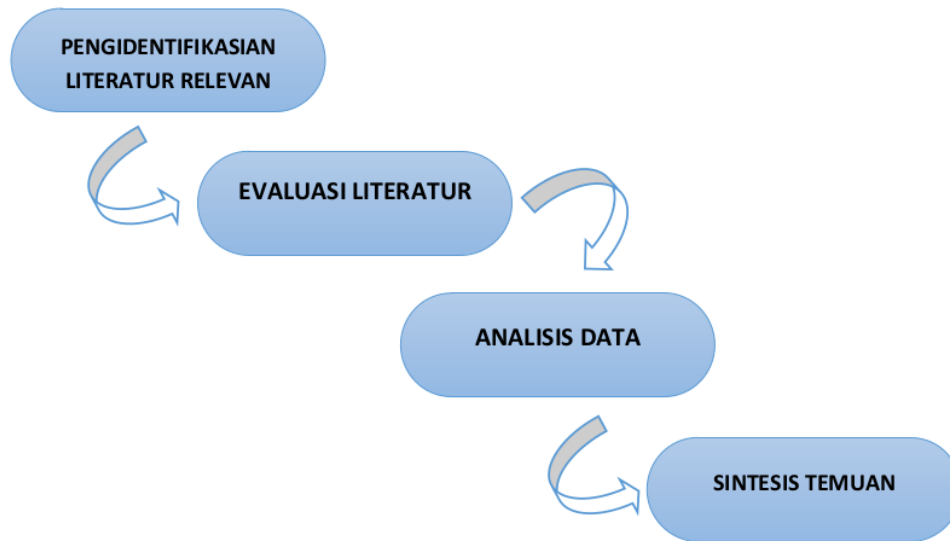 PENGIDENTIFIKASIAN
LITERATUR RELEVAN
EVALUASI LITERATUR
ANALISIS DATA
SINTESIS TEMUAN